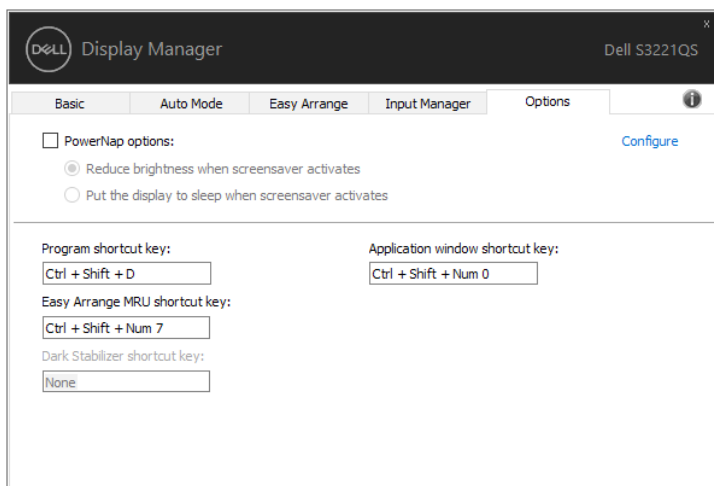 x
DELL Display Manager
Dell S3221QS
Basic Auto Mode Easy Arrange Input Manager Options i
PowerNap options:
Configure
Reduce brightness when screensaver activates
Put the display to sleep when screensaver activates
Program shortcut key:
Application window shortcut key:
Ctrl + Shift + D
Ctrl + Shift + Num 0
Easy Arrange MRU shortcut key:
Ctrl + Shift + Num 7
Dark Stabilizer shortcut key:
None